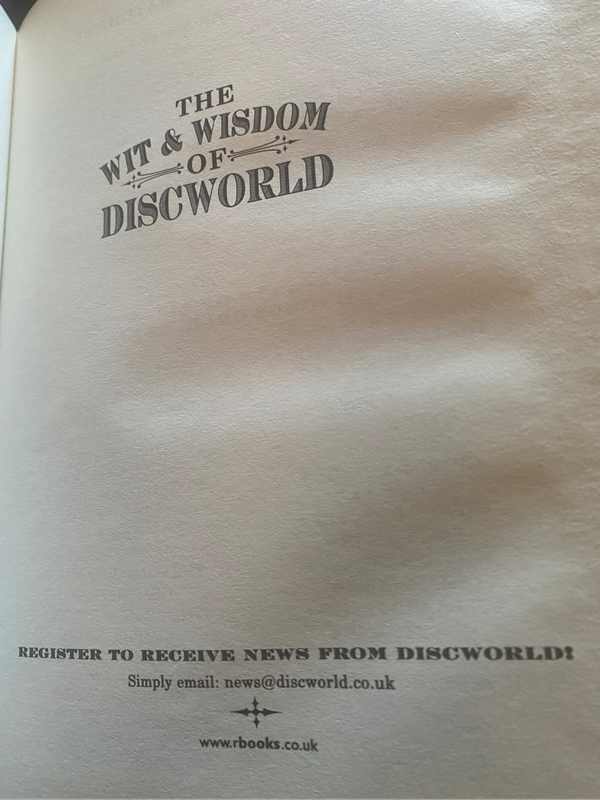 THE
WIT & WISDOM
OF
DISCWORLD
REGISTER TO RECEIVE NEWS FROM DISCWORLD!
Simply email: news@discworld.co.uk
www.rbooks.co.uk